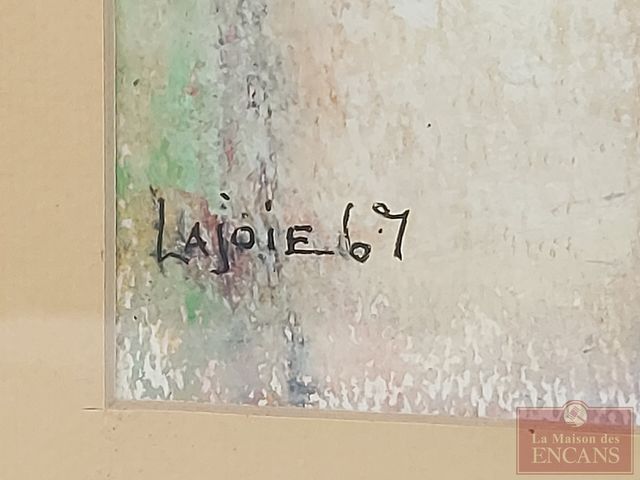 Lajoie 67
La Maison des
ENCANS